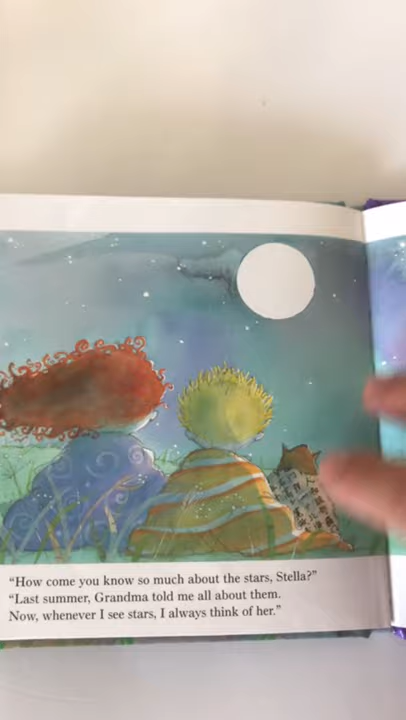 “How come you know so much about the stars, Stella?”
“Last summer, Grandma told me all about them.
Now, whenever I see stars, I always think of her.”